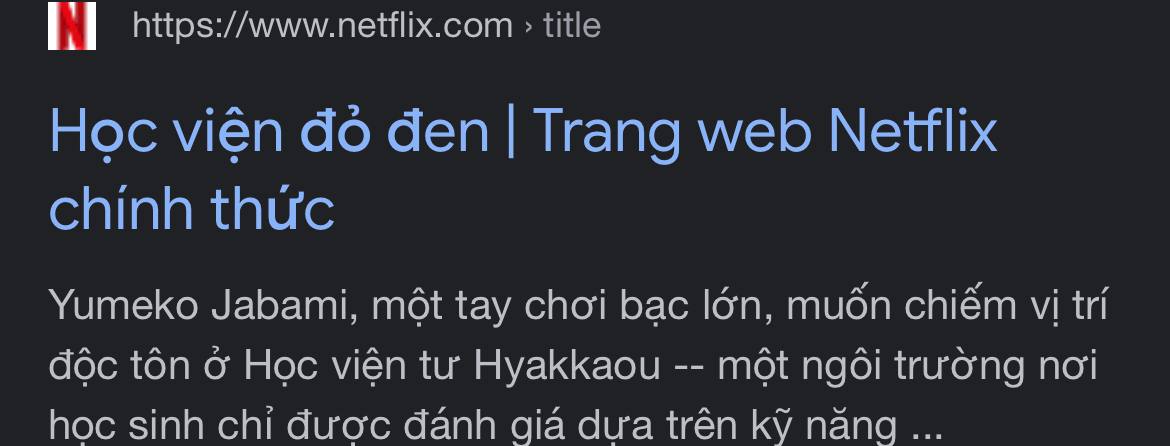 https://www.netflix.com › title
Học viện đỏ đen | Trang web Netflix
chính thức
Yumeko Jabami, một tay chơi bạc lớn, muốn chiếm vị trí
độc tôn ở Học viện tư Hyakkaou -- một ngôi trường nơi
học sinh chỉ được đánh giá dựa trên kỹ năng ...